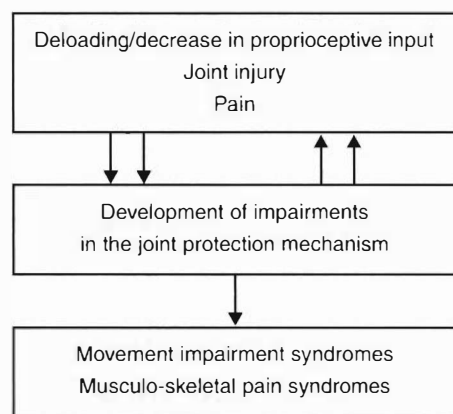 Deloading/decrease in proprioceptive input
Joint injury
Pain
Development of impairments
in the joint protection mechanism
Movement impairment syndromes
Musculo-skeletal pain syndromes